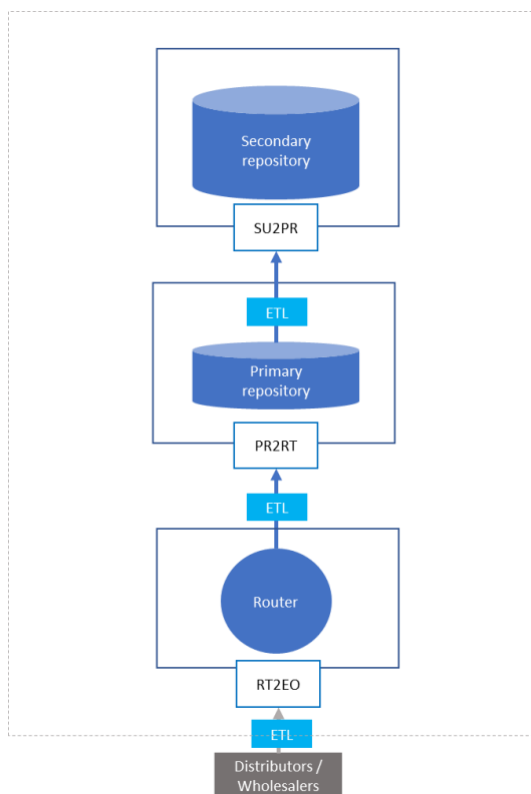 Secondary
repository
SU2PR
ETL
Primary
repository
PR2RT
ETL
Router
RT2EO
ETL
Distributors /
Wholesalers